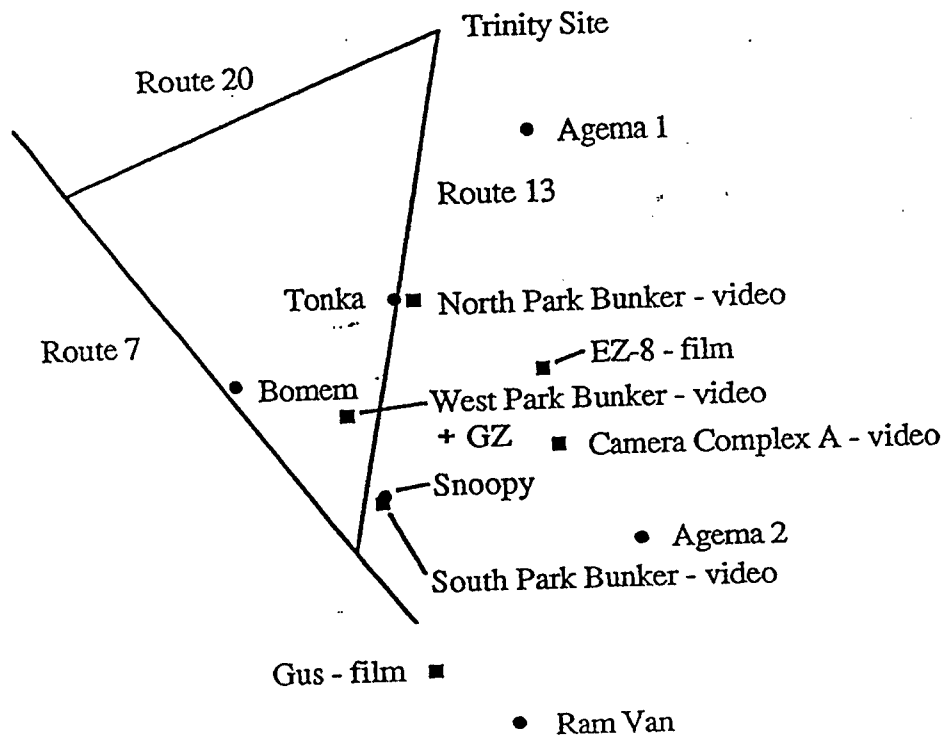 Trinity Site
Route 20
Agema 1
Route 13
Tonka
North Park Bunker - video
Route 7
EZ-8 - film
Bomem
West Park Bunker - video
+ GZ
Camera Complex A - video
Snoopy
Agema 2
South Park Bunker - video
Gus - film
Ram Van